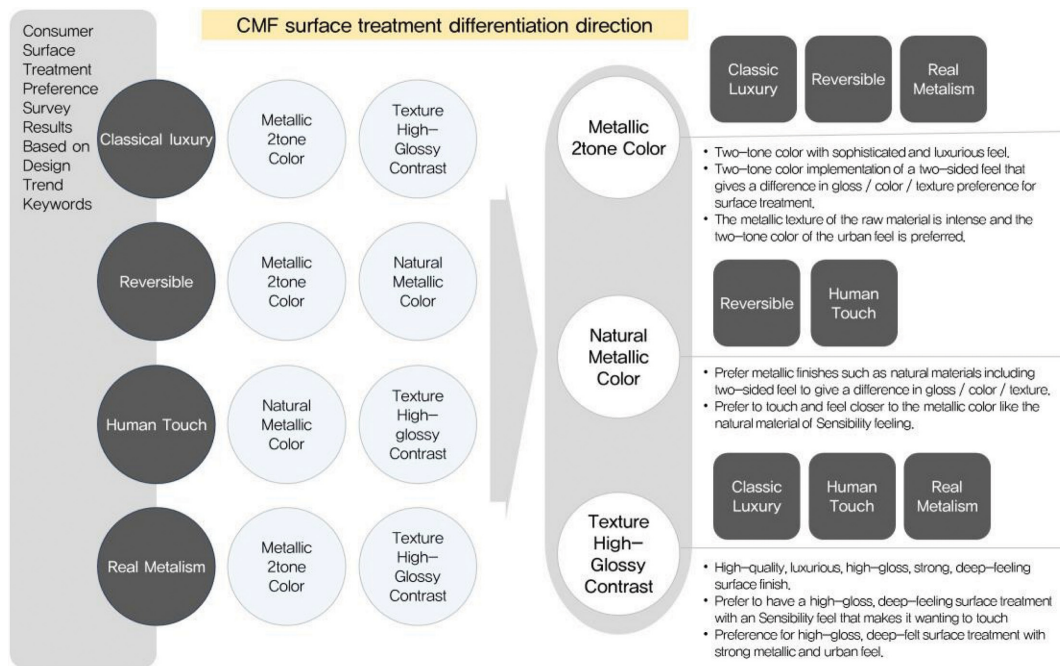 CMF surface treatment differentiation direction
Consumer
Surface
Treatment
Preference
Survey
Results
Based on
Design
Trend
Keywords
Classical luxury
Metallic
2tone
Color
Texture
High-
Glossy
Contrast
Reversible
Metallic
2tone
Color
Natural
Metallic
Color
Human Touch
Natural
Metallic
Color
Texture
High-
glossy
Contrast
Real Metalism
Metallic
2tone
Color
Texture
High-
Glossy
Contrast
Metallic
2tone Color
Classic
Luxury
Reversible
Real
Metalism
• Two-tone color with sophisticated and luxurious feel.
• Two-tone color implementation of a two-sided feel that
gives a difference in gloss / color / texture preference for
surface treatment.
• The metallic texture of the raw material is intense and the
two-tone color of the urban feel is preferred.
Natural
Metallic
Color
Reversible
Human
Touch
• Prefer metallic finishes such as natural materials including
two-sided feel to give a difference in gloss / color / texture.
• Prefer to touch and feel closer to the metallic color like the
natural material of Sensibility feeling.
Texture
High-
Glossy
Contrast
Classic
Luxury
Human
Touch
Real
Metalism
• High-quality, luxurious, high-gloss, strong, deep-feeling
surface finish.
• Prefer to have a high-gloss, deep-feeling surface treatment
with an Sensibility feel that makes it wanting to touch
• Preference for high-gloss, deep-felt surface treatment with
strong metallic and urban feel.